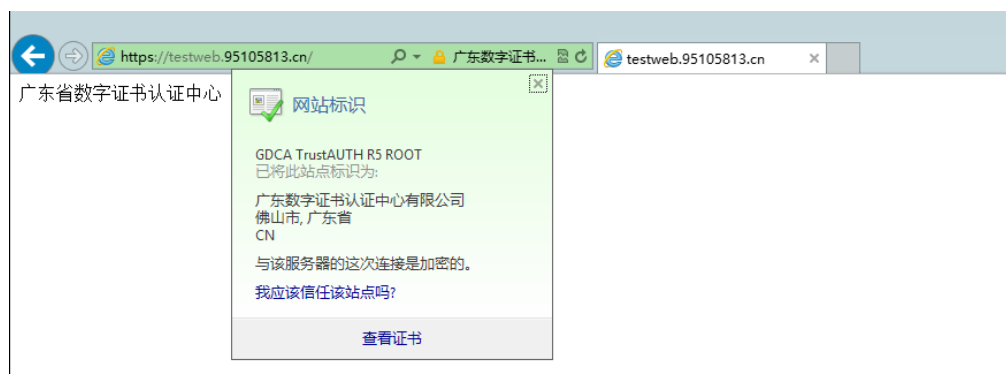 https://testweb.95105813.cn/
广东数字证书...
testweb.95105813.cn
广东省数字证书认证中心
网站标识
GDCA TrustAUTH R5 ROOT
已将此站点标识为:
广东数字证书认证中心有限公司
佛山市, 广东省
CN
与该服务器的这次连接是加密的。
我应该信任该站点吗?
查看证书